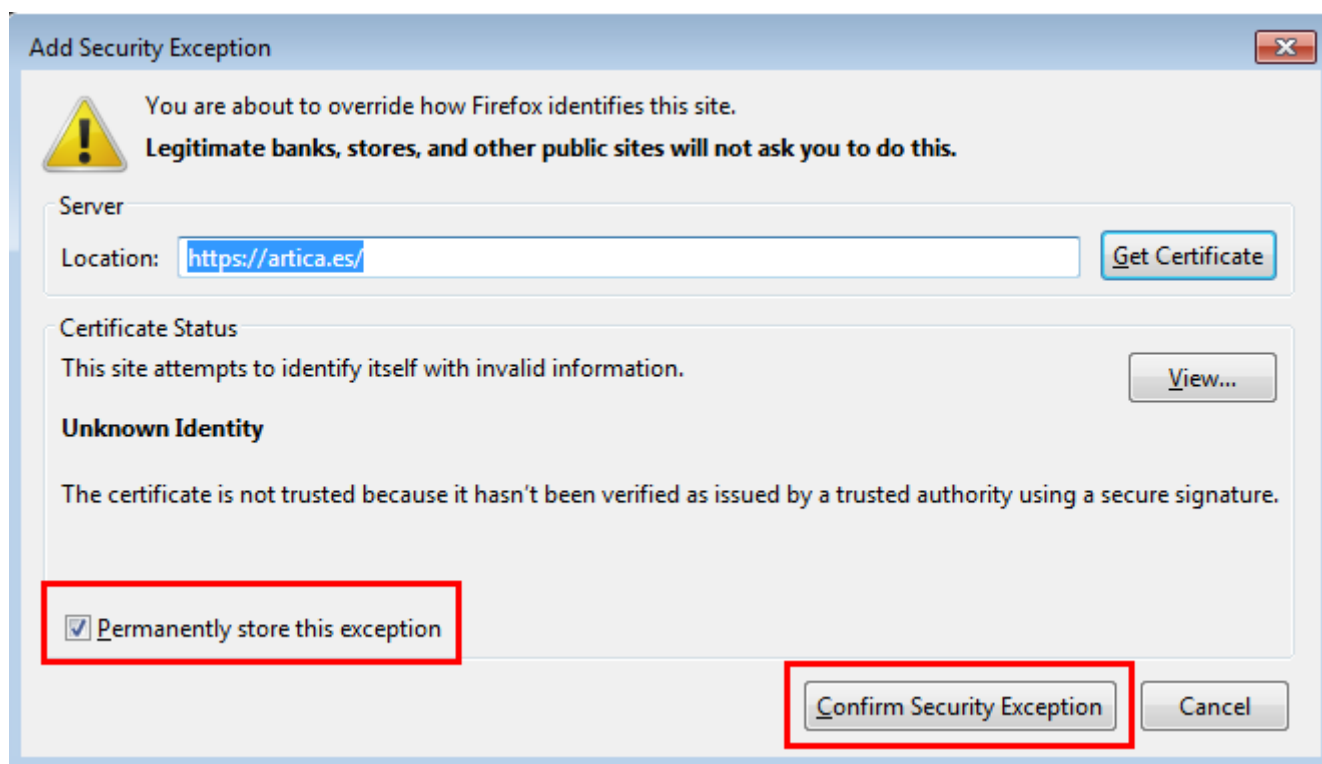 Add Security Exception
You are about to override how Firefox identifies this site.
Legitimate banks, stores, and other public sites will not ask you to do this.
Server
Location: https://artica.es/ Get Certificate
Certificate Status
This site attempts to identify itself with invalid information.
View...
Unknown Identity
The certificate is not trusted because it hasn't been verified as issued by a trusted authority using a secure signature.
Permanently store this exception
Confirm Security Exception Cancel